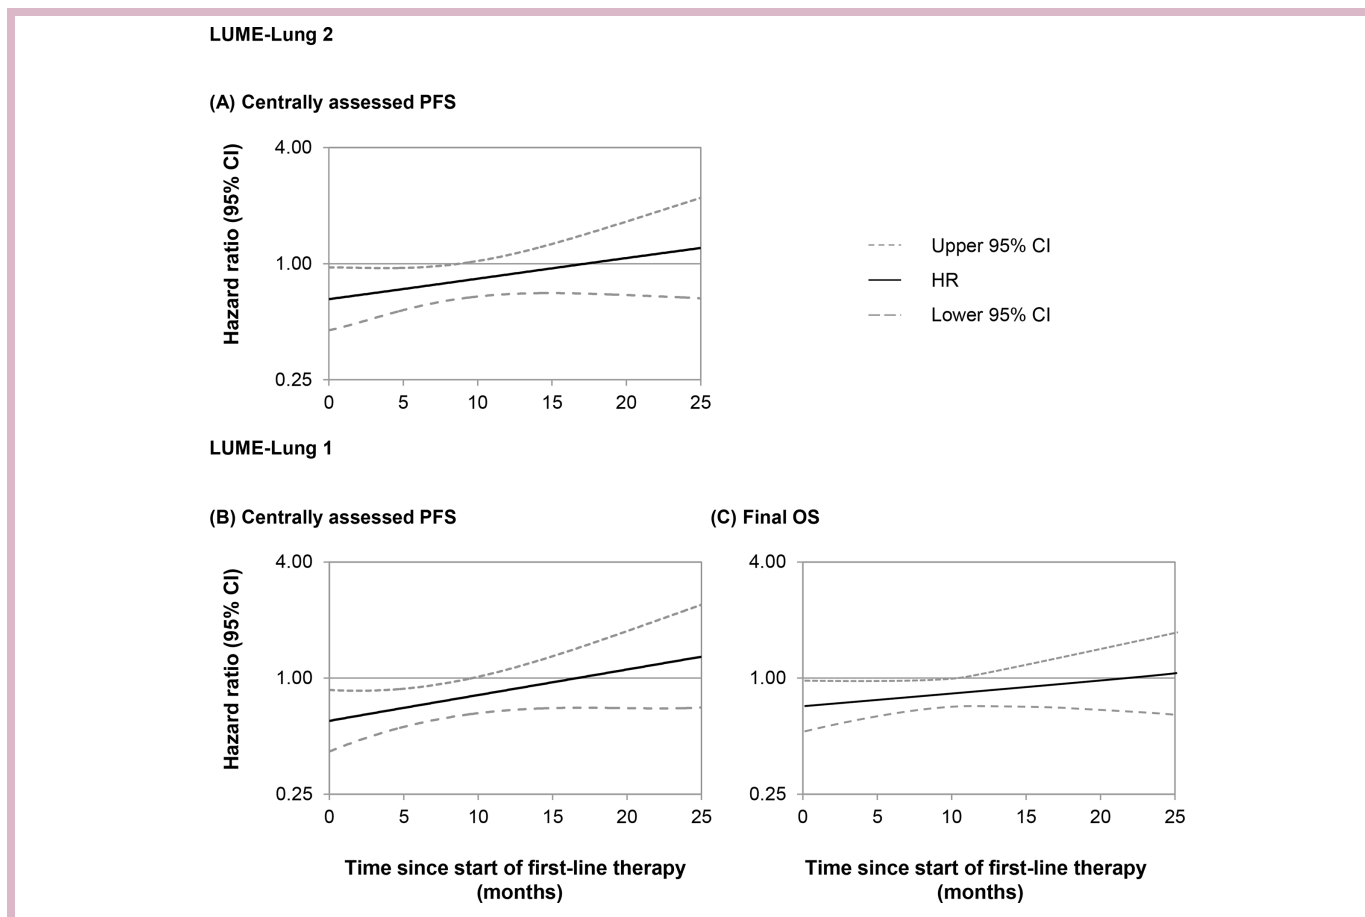 LUME-Lung 2
(A) Centrally assessed PFS
Hazard ratio (95% CI)
4.00
1.00
0.25
0 5 10 15 20 25
Upper 95% CI
HR
Lower 95% CI
LUME-Lung 1
(B) Centrally assessed PFS
Hazard ratio (95% CI)
4.00
1.00
0.25
0 5 10 15 20 25
Time since start of first-line therapy
(months)
(C) Final OS
4.00
1.00
0.25
0 5 10 15 20 25
Time since start of first-line therapy
(months)